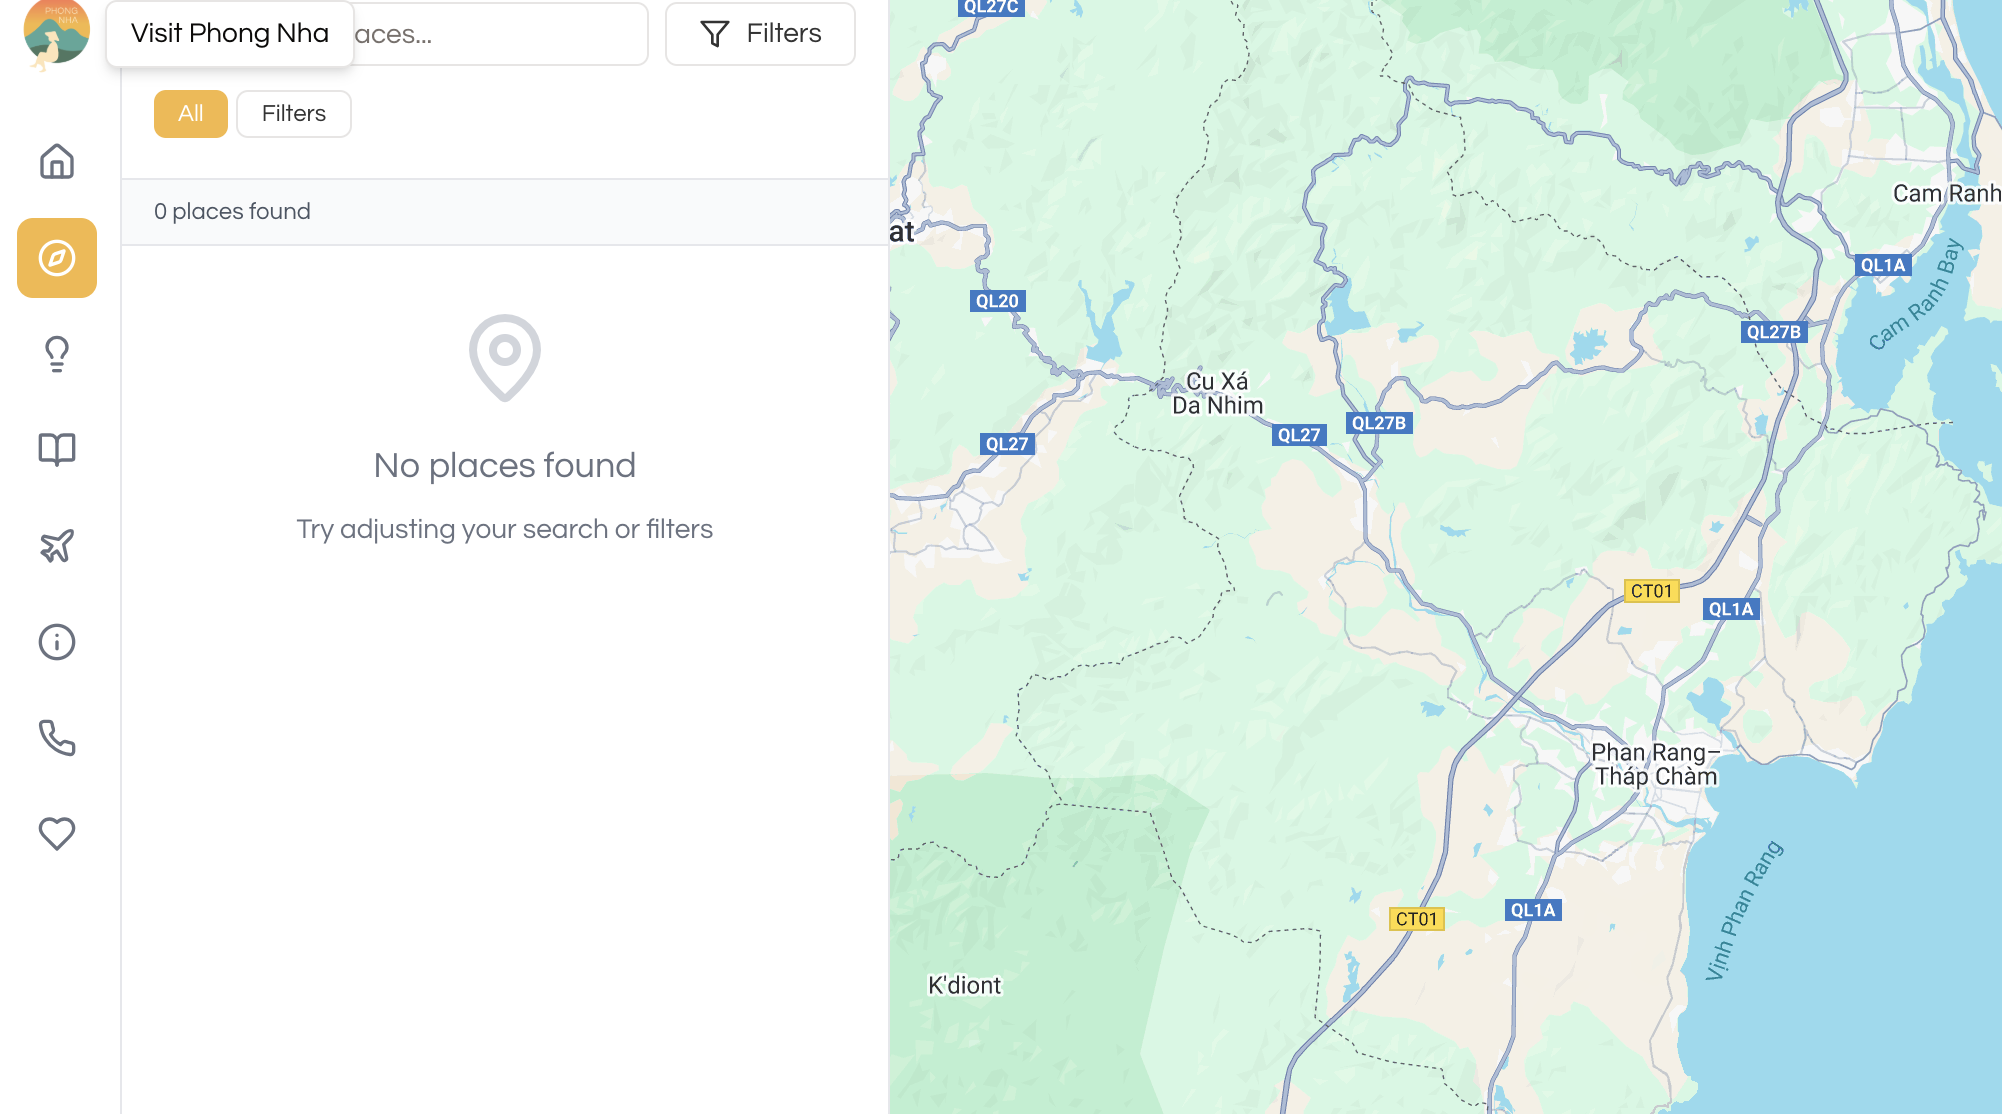 PHONG
NHA
Visit Phong Nha
aces...
Filters
All
Filters
0 places found
No places found
Try adjusting your search or filters
QL27C
Cam Ranh
at
QL1A
Cam Ranh Bay
QL20
QL27B
Cu Xá
Da Nhim
QL27B
QL27
QL27
CT01
QL1A
Phan Rang–
Tháp Chàm
Vịnh Phan Rang
QL1A
CT01
K'diont